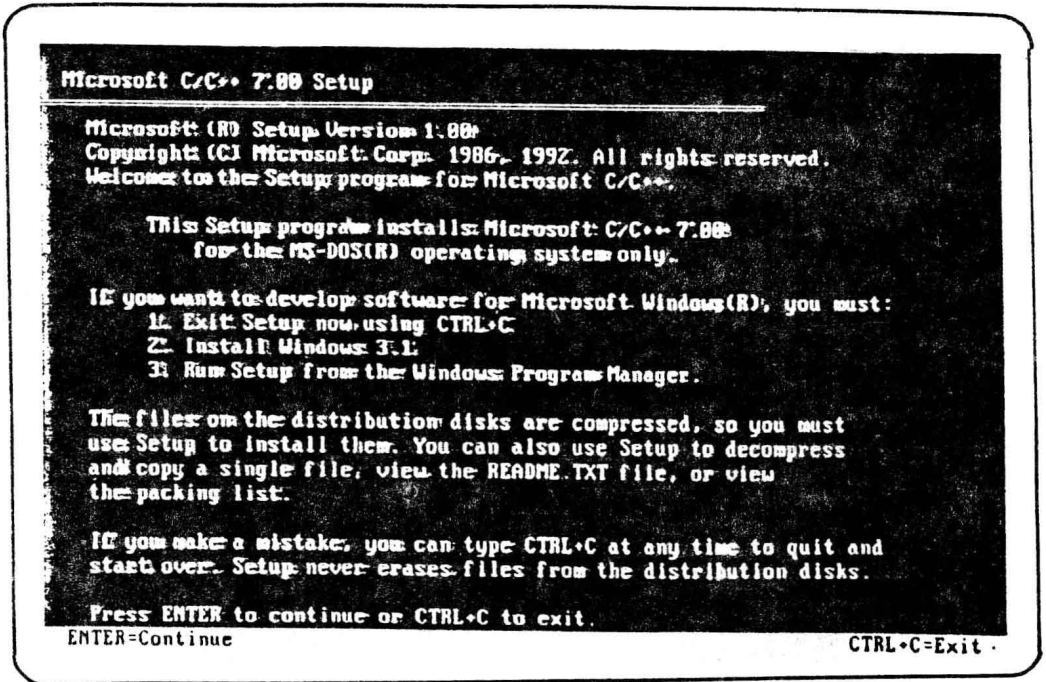 Microsoft C/C++ 7.00 Setup
Microsoft (R) Setup Version 1.00
Copyright (C) Microsoft Corp. 1986, 1992. All rights reserved.
Welcome to the Setup program for Microsoft C/C++.
This Setup program installs Microsoft C/C++ 7.00
for the MS-DOS(R) operating system only.
If you want to develop software for Microsoft Windows(R), you must:
1. Exit Setup now using CTRL+C
2. Install Windows 3.1
3. Run Setup from the Windows Program Manager.
The files on the distribution disks are compressed, so you must
use Setup to install them. You can also use Setup to decompress
and copy a single file, view the README.TXT file, or view
the packing list.
If you make a mistake, you can type CTRL+C at any time to quit and
start over. Setup never erases files from the distribution disks.
Press ENTER to continue or CTRL+C to exit.
ENTER=Continue
CTRL+C=Exit